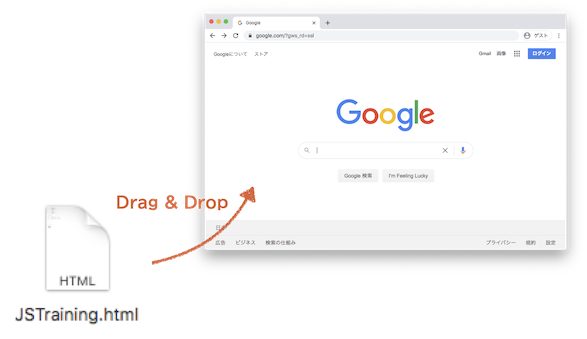 Google
google.com/?gws_rd=ssl
ゲスト
Googleについて ストア
Gmail 画像
ログイン
Google
Google 検索
I'm Feeling Lucky
Drag & Drop
広告 ビジネス 検索の仕組み
プライバシー 規約 設定
HTML
JSTraining.html